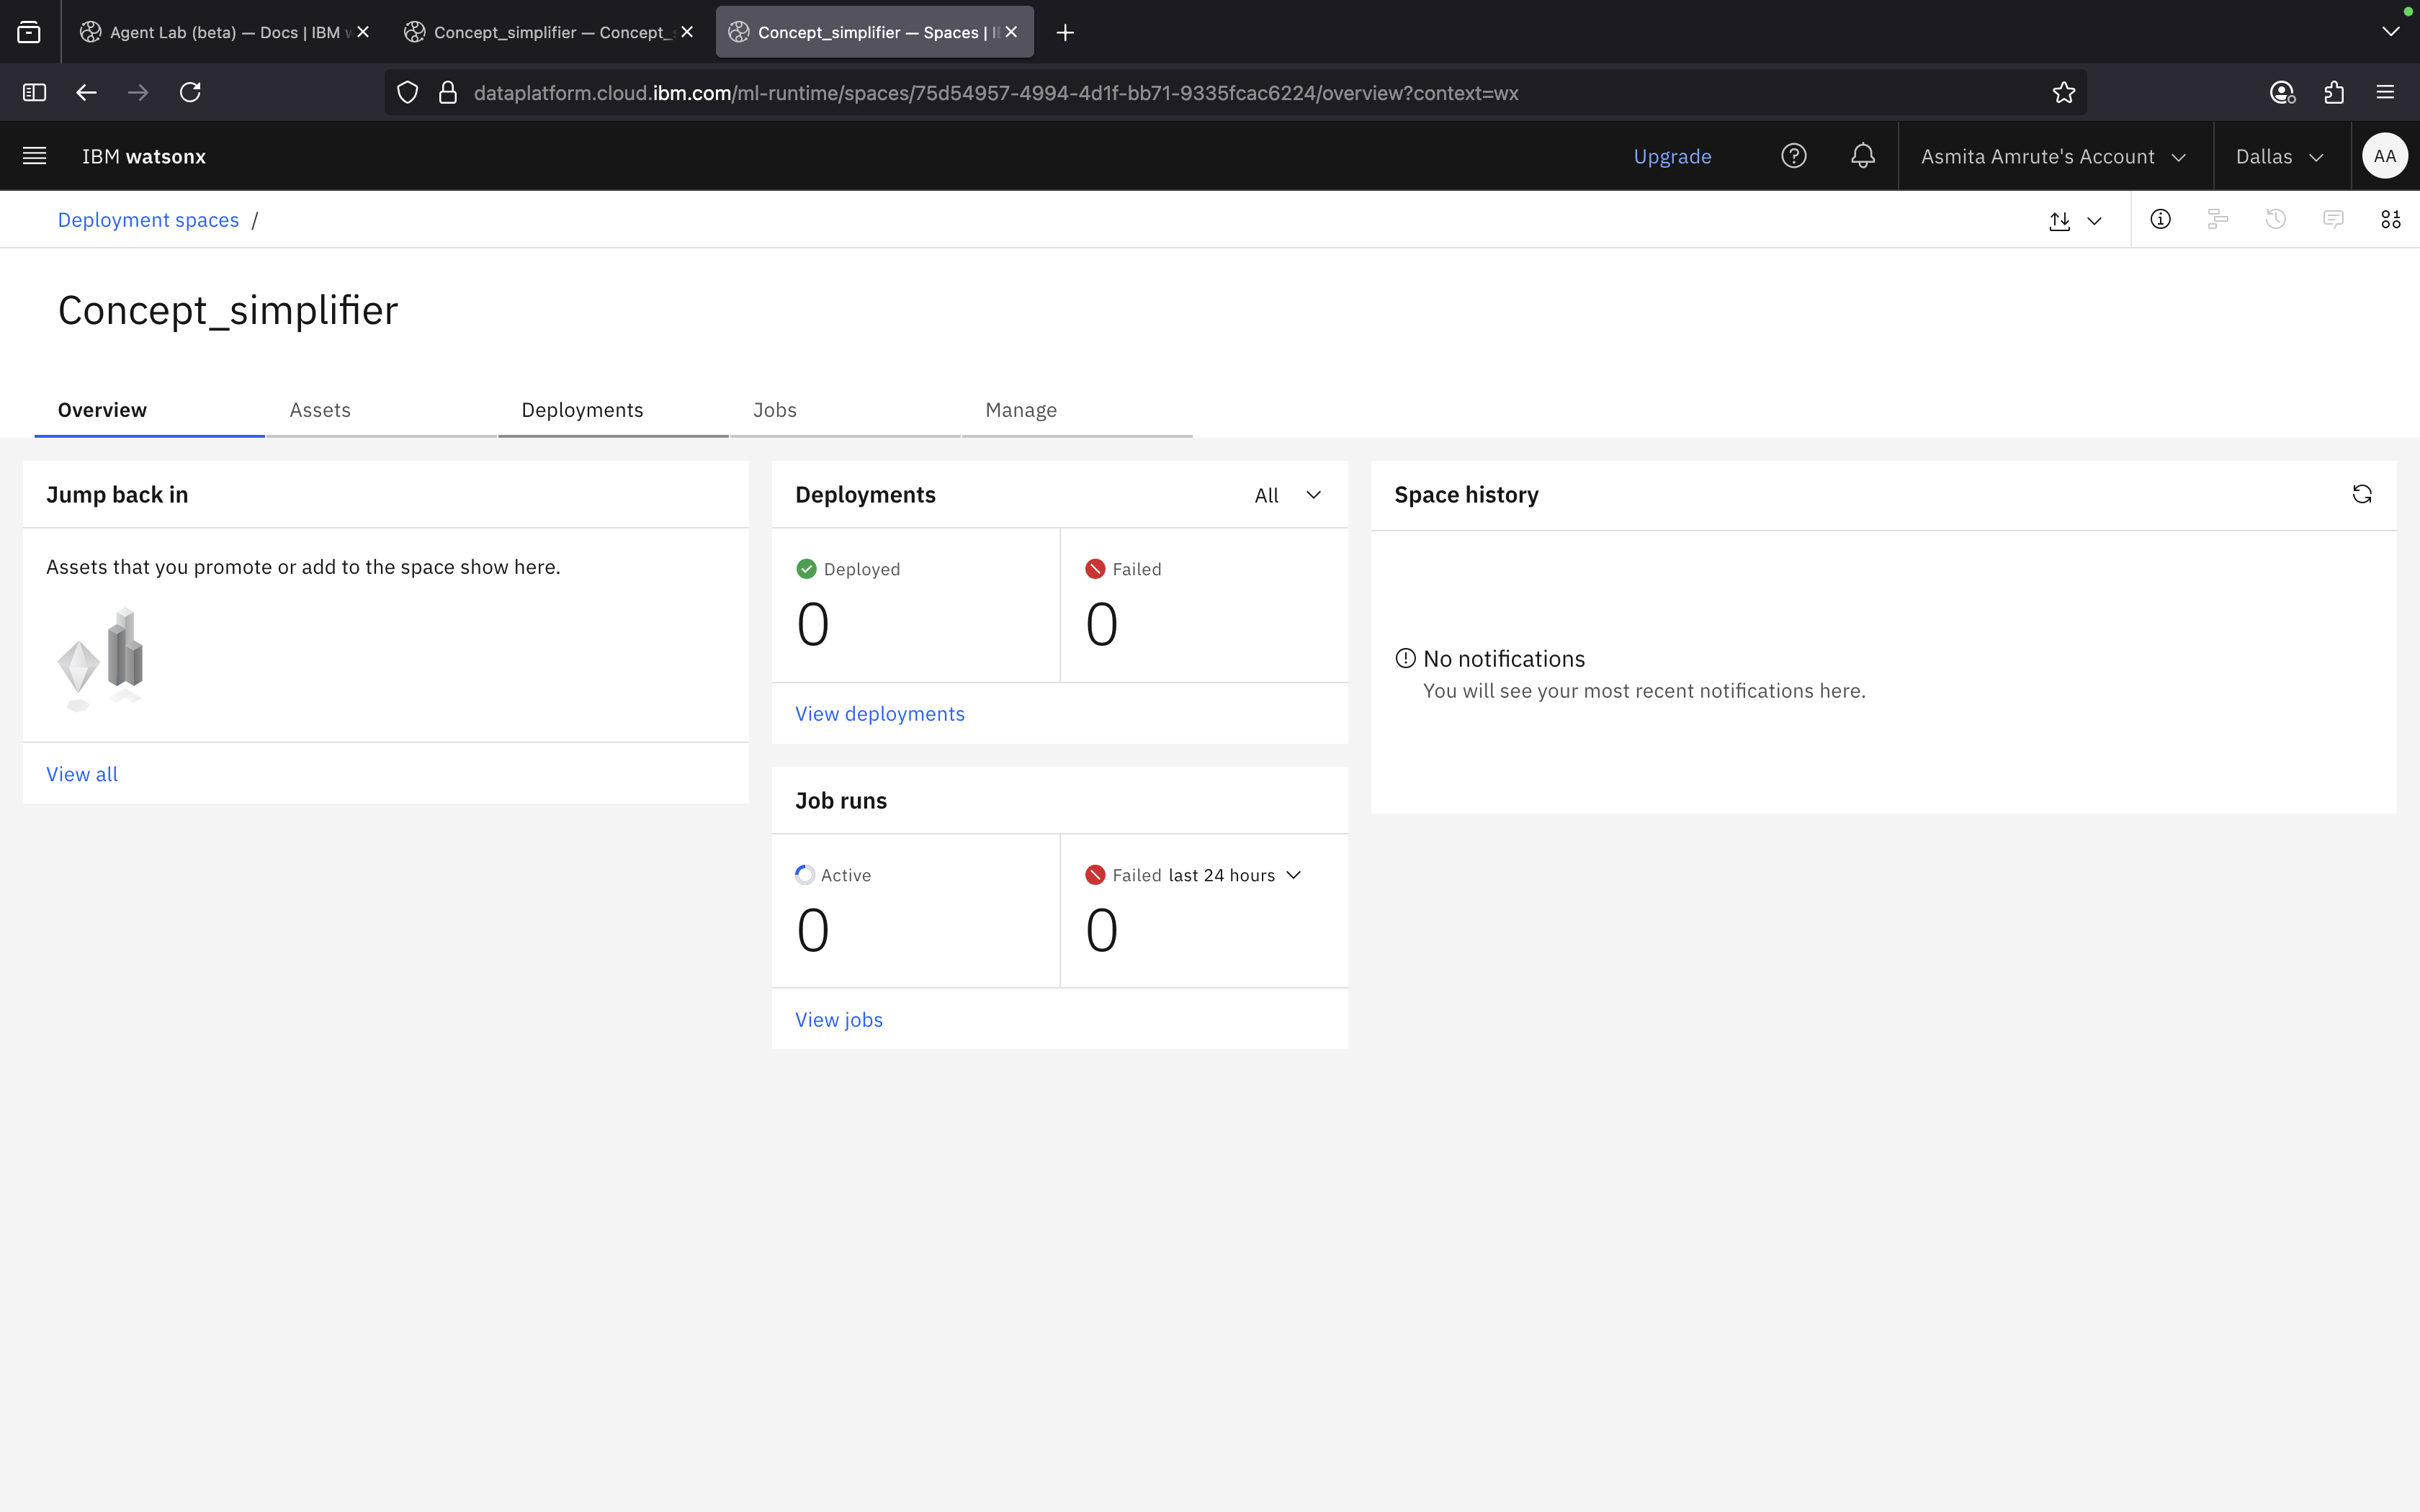 Agent Lab (beta) — Docs | IBM
Concept_simplifier — Concept_
Concept_simplifier — Spaces |
dataplatform.cloud.ibm.com/ml-runtime/spaces/75d54957-4994-4d1f-bb71-9335fcac6224/overview?context=wx
IBM watsonx
Upgrade
Asmita Amrute's Account
Dallas
AA
Deployment spaces /
Concept_simplifier
Overview
Assets
Deployments
Jobs
Manage
Jump back in
Assets that you promote or add to the space show here.
View all
Deployments
All
Deployed
0
Failed
0
View deployments
Job runs
Active
0
Failed last 24 hours
0
View jobs
Space history
No notifications
You will see your most recent notifications here.